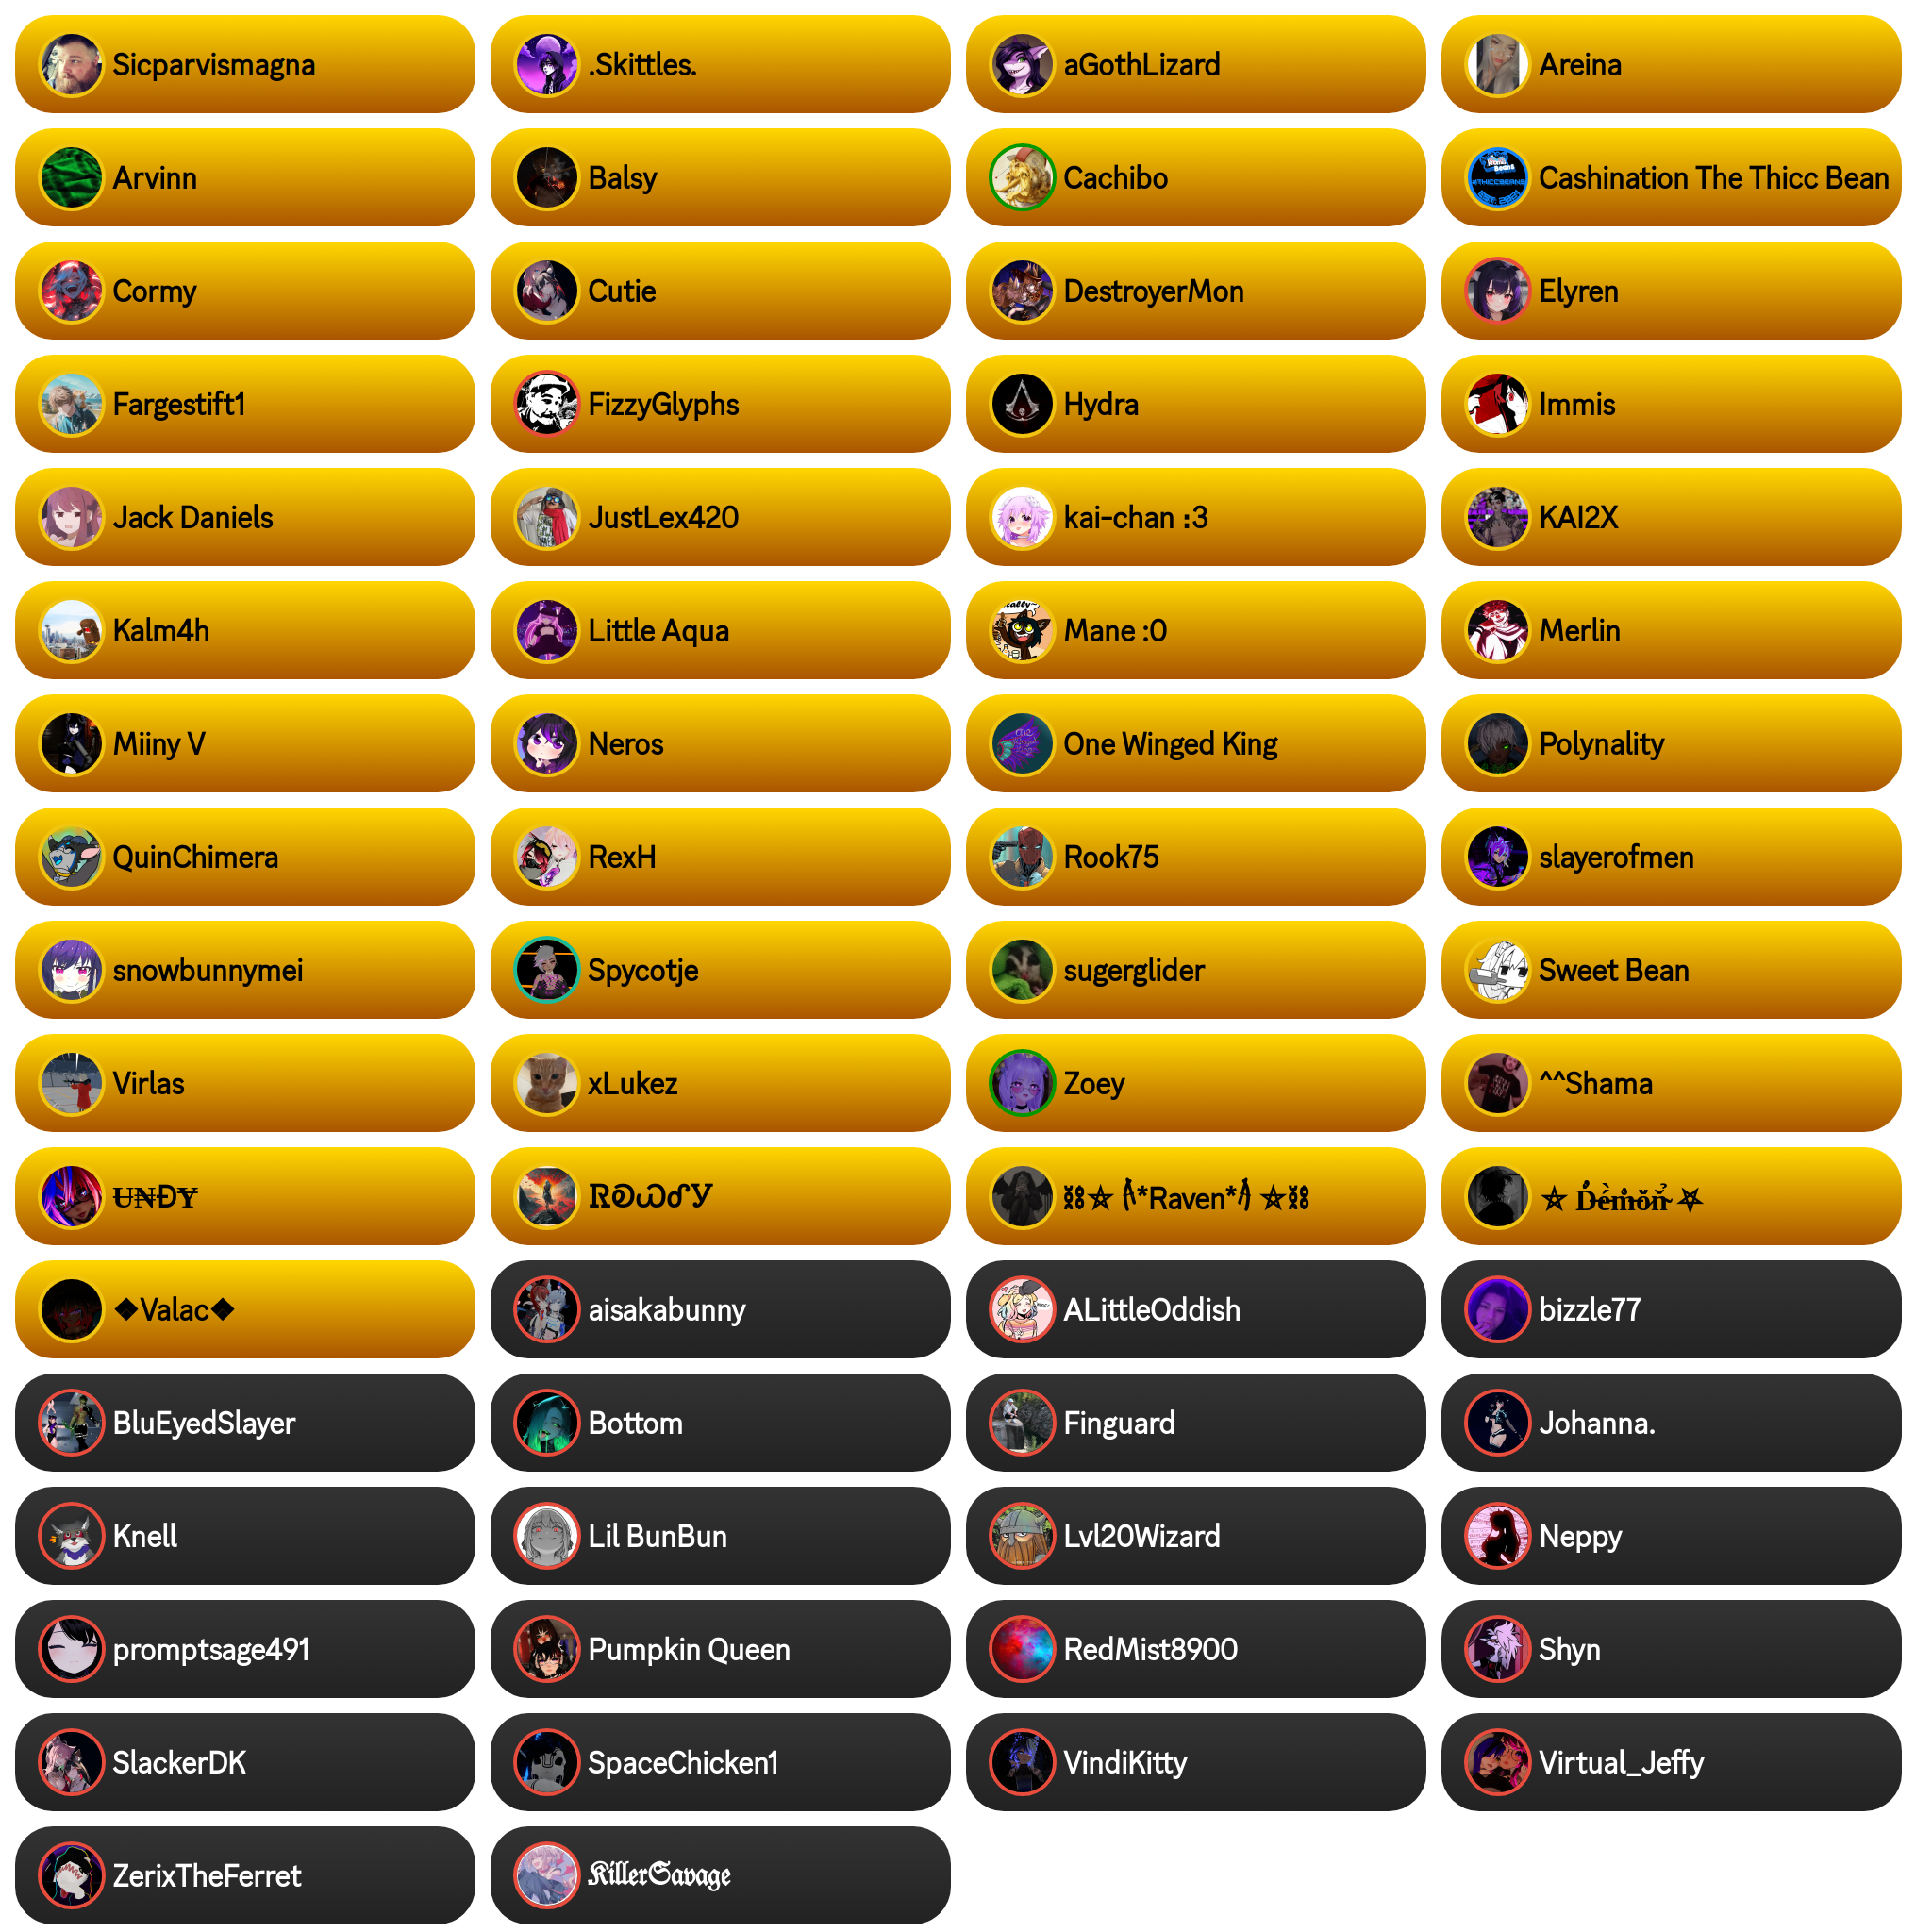 Sicparvismagna
.Skittles.
aGothLizard
Areina
Arvinn
Balsy
Cachibo
Cashination The Thicc Bean
Cormy
Cutie
DestroyerMon
Elyren
Fargestift1
FizzyGlyphs
Hydra
Immis
Jack Daniels
JustLex420
kai-chan :3
KAI2X
Kalm4h
Little Aqua
Mane :0
Merlin
Miiny V
Neros
One Winged King
Polynality
QuinChimera
RexH
Rook75
slayerofmen
snowbunnymei
Spycotje
sugerglider
Sweet Bean
Virlas
xLukez
Zoey
^^Shama
U̶N̶ĐY̶
*Raven*
◆Valac◆
aisakabunny
ALittleOddish
bizzle77
BluEyedSlayer
Bottom
Finguard
Johanna.
Knell
Lil BunBun
Lvl20Wizard
Neppy
promptsage491
Pumpkin Queen
RedMist8900
Shyn
SlackerDK
SpaceChicken1
VindiKitty
Virtual_Jeffy
ZerixTheFerret
𝕶𝖎𝖑𝖑𝖊𝖗𝕾𝖆𝖛𝖆𝖌𝖊